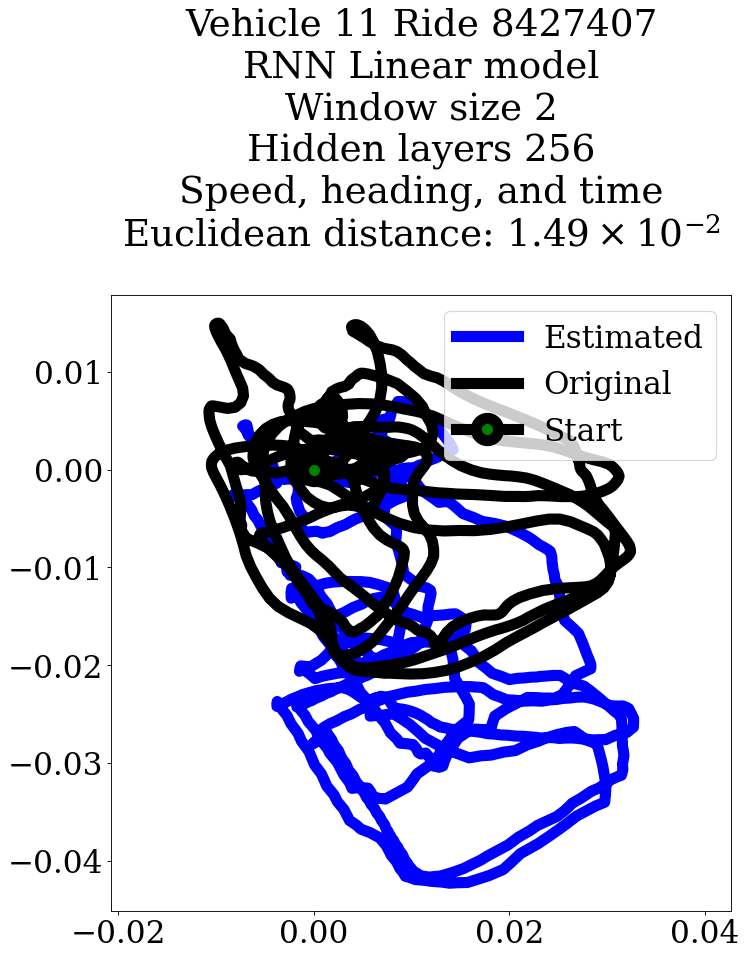 Vehicle 11 Ride 8427407
RNN Linear model
Window size 2
Hidden layers 256
Speed, heading, and time
Euclidean distance: 1.49 × 10⁻²
Estimated
Original
Start
0.01
0.00
−0.01
−0.02
−0.03
−0.04
−0.02
0.00
0.02
0.04